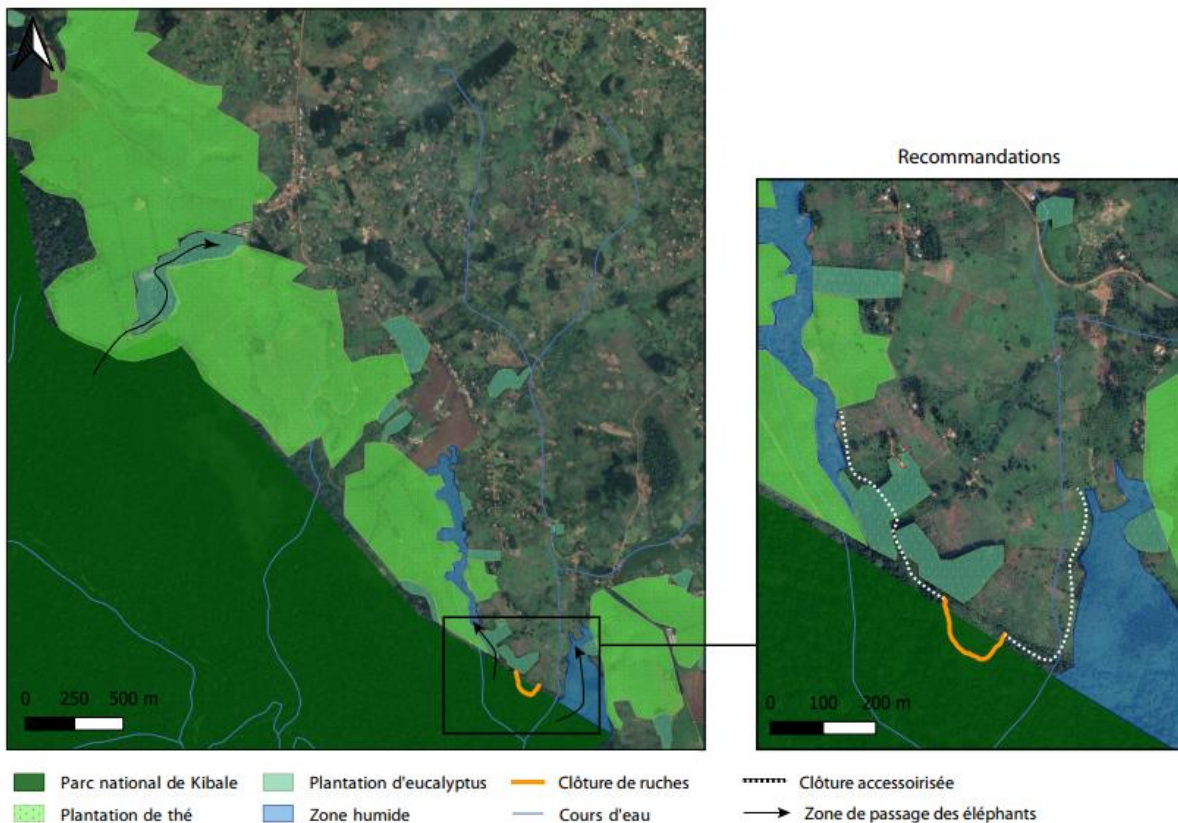 Recommandations
0 250 500 m
0 100 200 m
Parc national de Kibale
Plantation d'eucalyptus
Clôture de ruches
Clôture accessoirisée
Plantation de thé
Zone humide
Cours d'eau
Zone de passage des éléphants